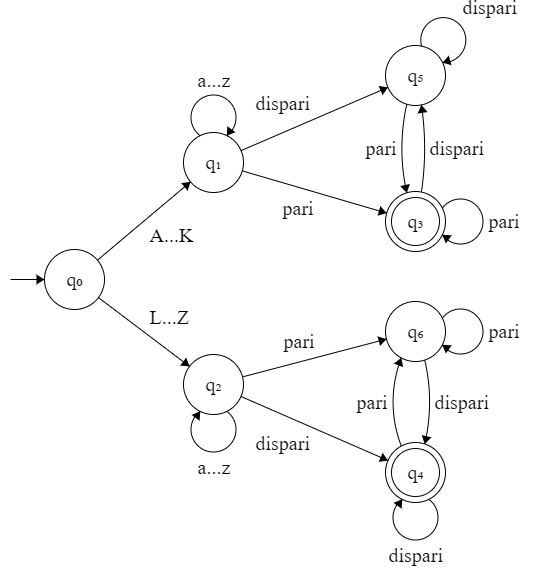 dispari
q5
a...z
dispari
pari
dispari
q1
pari
q3
pari
A...K
q0
L...Z
pari
q6
pari
q2
pari
dispari
dispari
a...z
q4
dispari